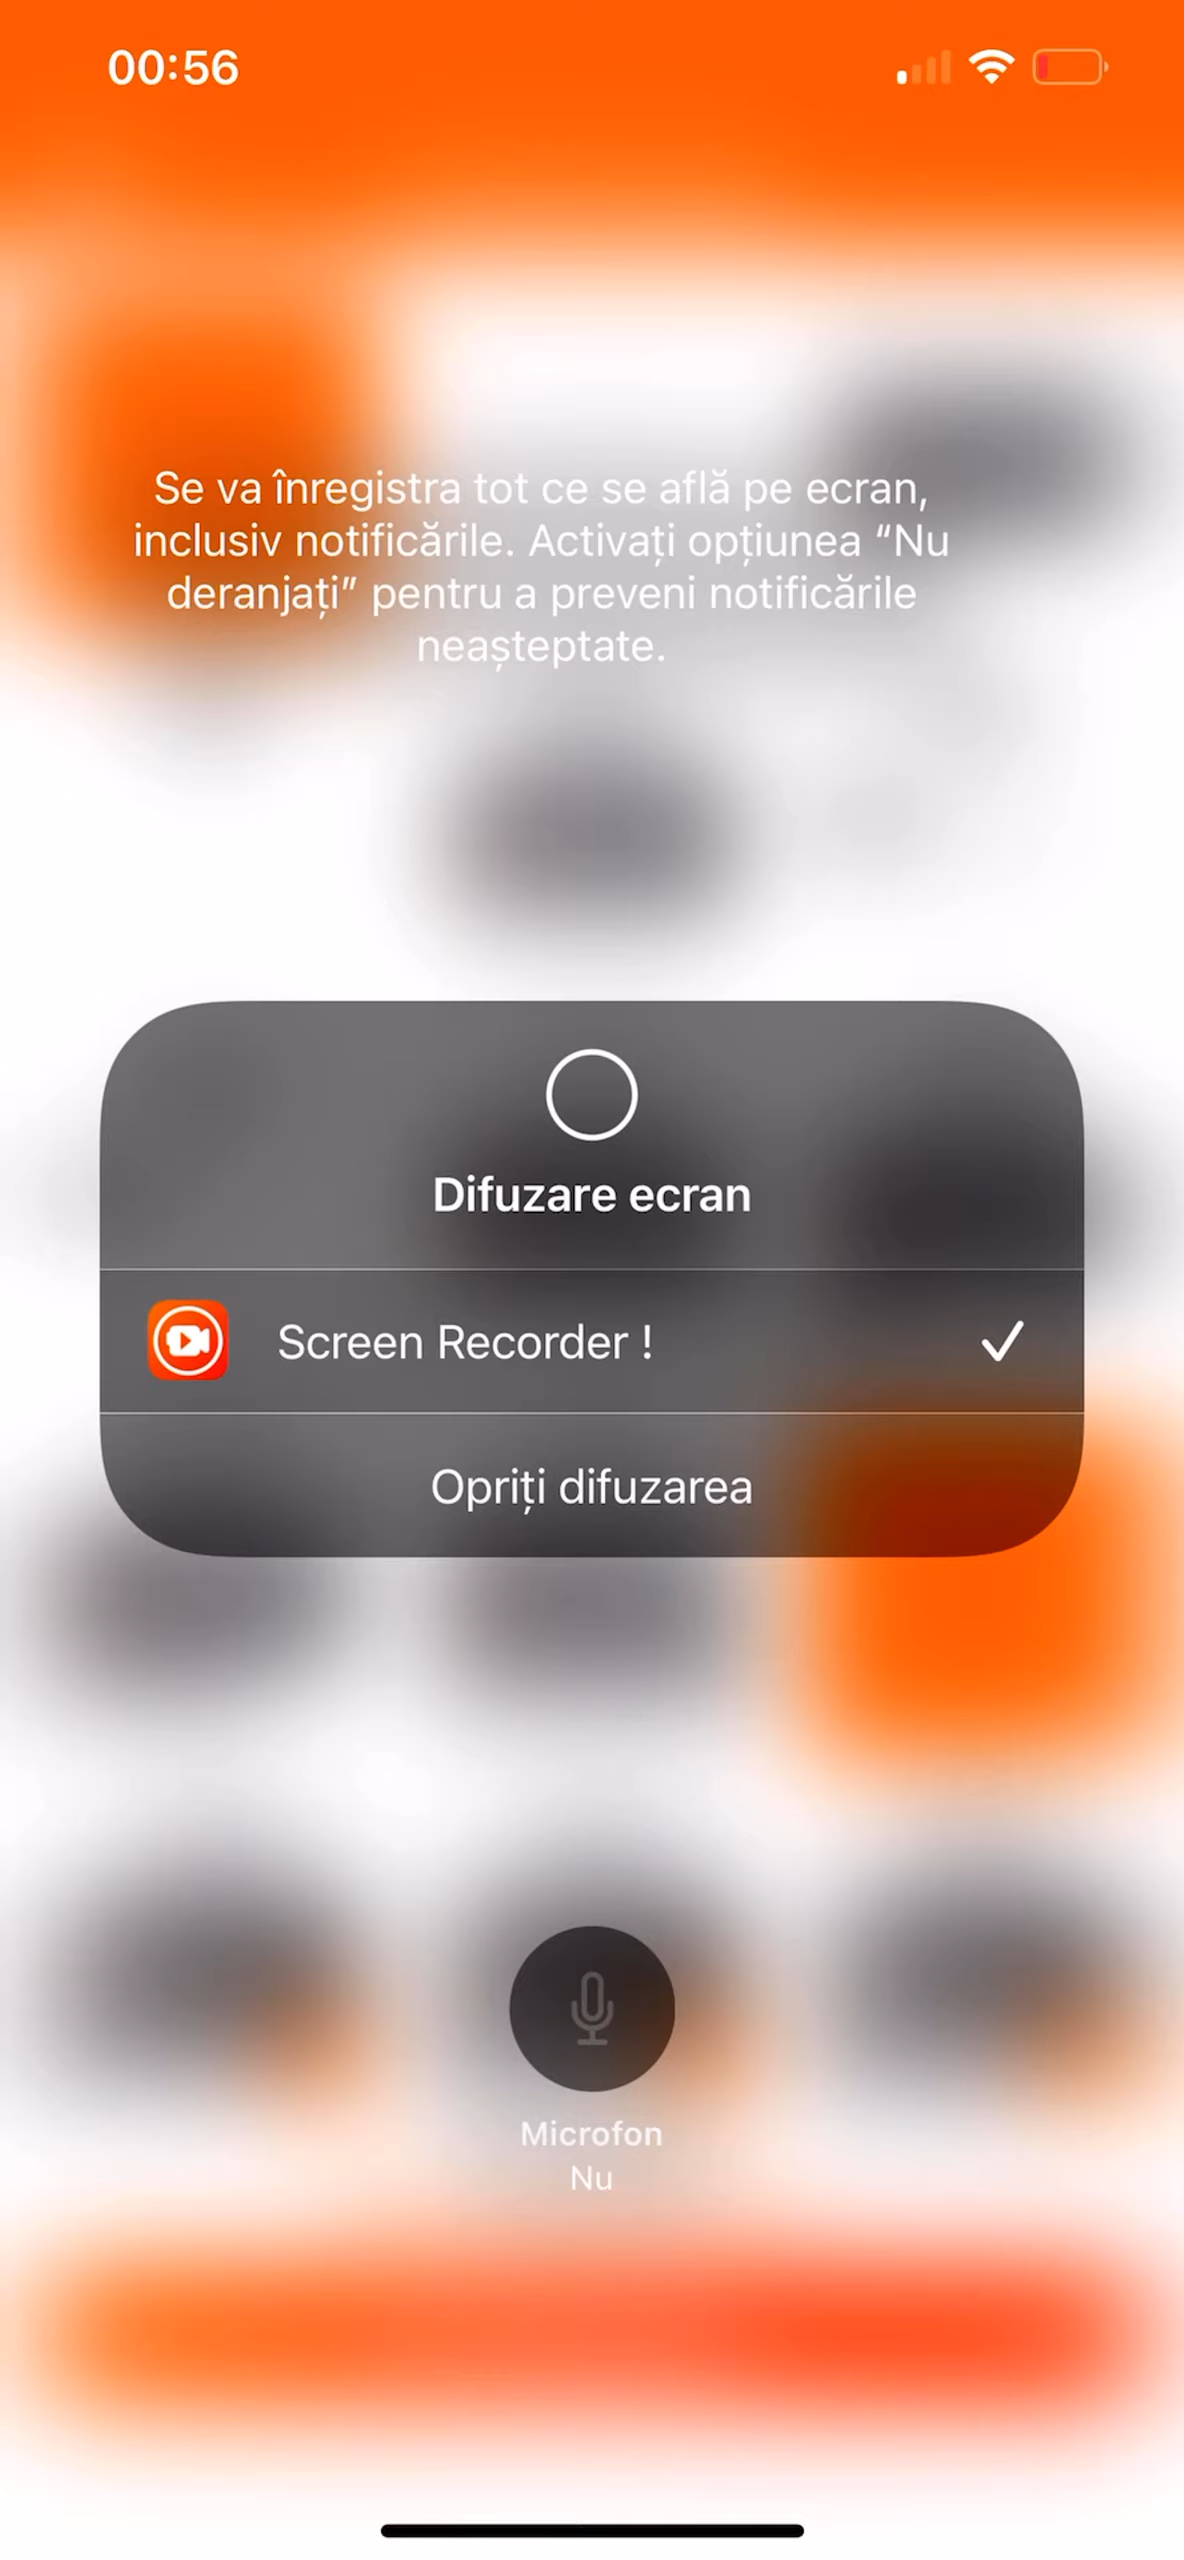 00:56
Se va înregistra tot ce se află pe ecran,
inclusiv notificările. Activați opțiunea “Nu
deranjați” pentru a preveni notificările
neașteptate.
Difuzare ecran
Screen Recorder !
Opriți difuzarea
Microfon
Nu